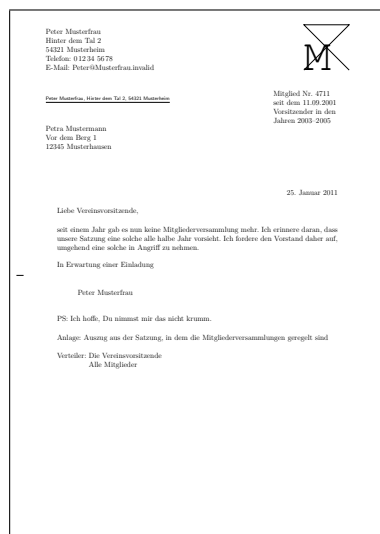 Peter Musterfrau
Hinter dem Tal 2
54321 Musterheim
Telefon: 0 12 34 56 78
E-Mail: Peter@Musterfrau.invalid
M
Peter Musterfrau, Hinter dem Tal 2, 54321 Musterheim
Mitglied Nr. 4711
seit dem 11.09.2001
Vorsitzender in den
Jahren 2003–2005
Petra Mustermann
Vor dem Berg 1
12345 Musterhausen
25. Januar 2011
Liebe Vereinsvorsitzende,
seit einem Jahr gab es nun keine Mitgliederversammlung mehr. Ich erinnere daran, dass
unsere Satzung eine solche alle halbe Jahr vorsieht. Ich fordere den Vorstand daher auf,
umgehend eine solche in Angriff zu nehmen.
In Erwartung einer Einladung
Peter Musterfrau
PS: Ich hoffe, Du nimmst mir das nicht krumm.
Anlage: Auszug aus der Satzung, in dem die Mitgliederversammlungen geregelt sind
Verteiler: Die Vereinsvorsitzende
Alle Mitglieder